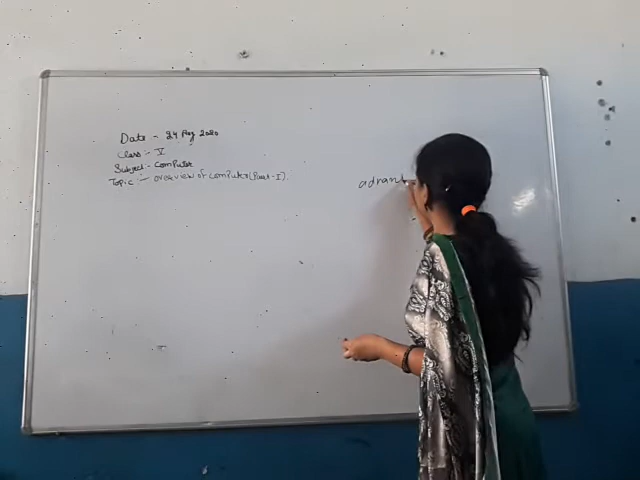 Date - 24 Aug 2020
Class :- V
Subject - Computer
Topic :- overview of computer (Part-I)
advant